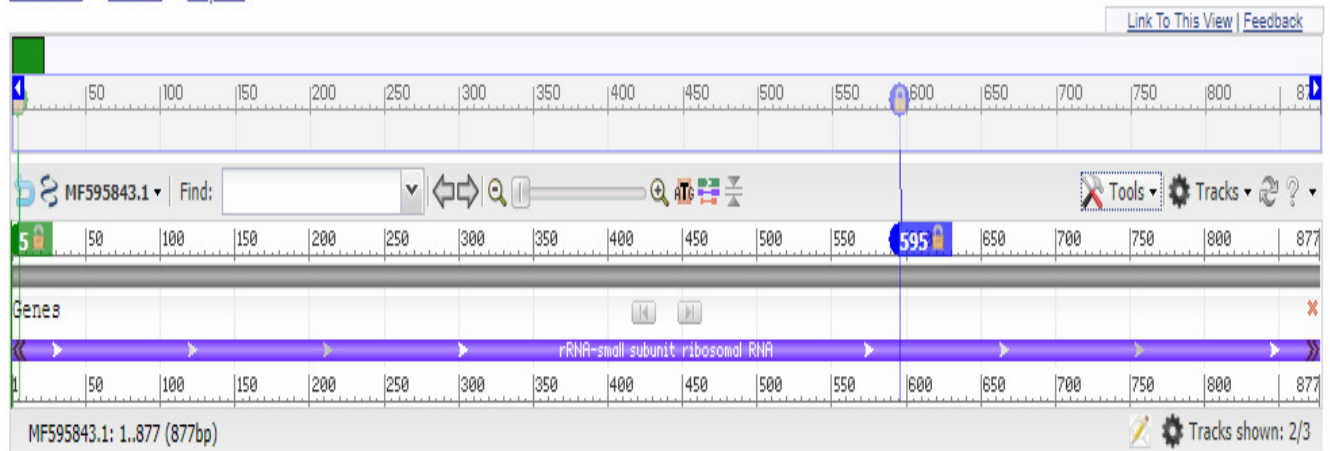 Link To This View | Feedback
50 100 150 200 250 300 350 400 450 500 550 600 650 700 750 800 87
MF595843.1 Find: ATG Tools Tracks ?
5 50 100 150 200 250 300 350 400 450 500 550 595 650 700 750 800 877
Genes
rRNA-small subunit ribosomal RNA
1 50 100 150 200 250 300 350 400 450 500 550 600 650 700 750 800 877
MF595843.1: 1..877 (877bp) Tracks shown: 2/3